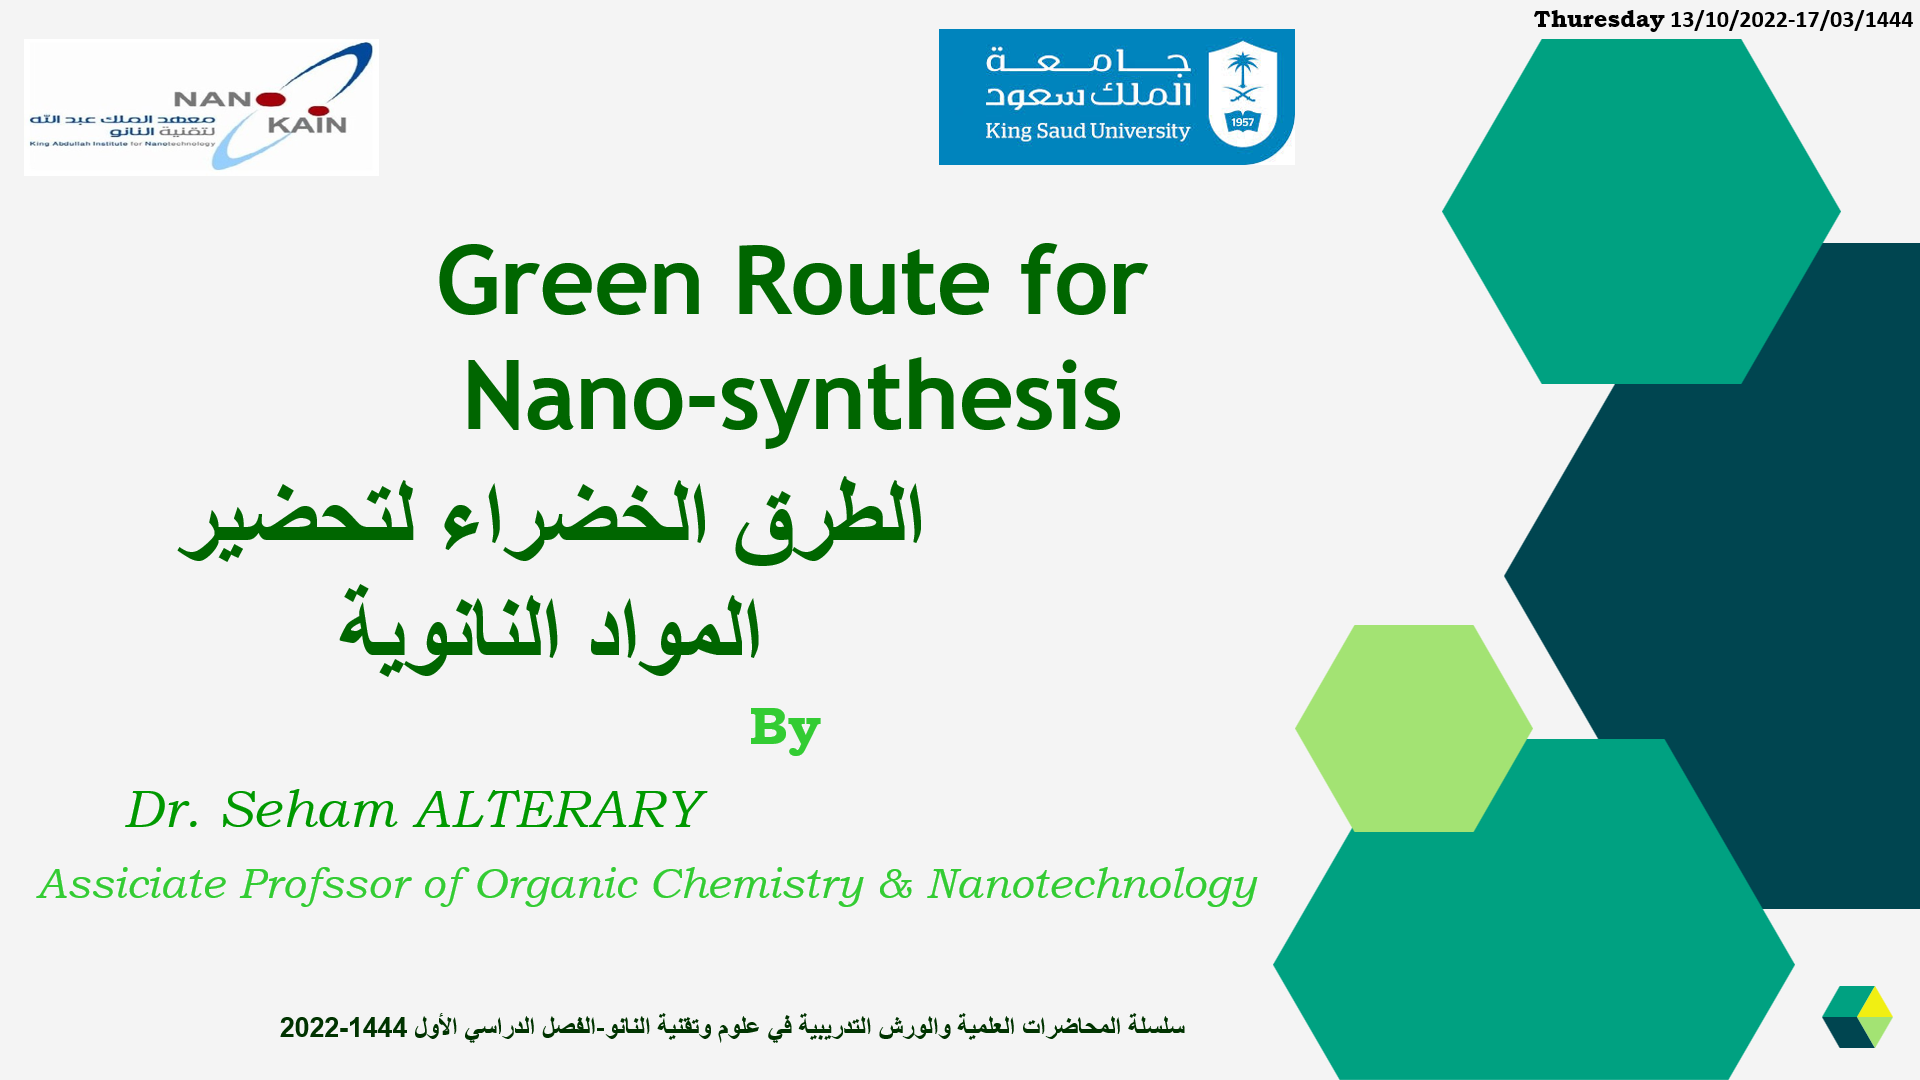 Thuresday 13/10/2022-17/03/1444
NANO
KAIN
معهد الملك عبد الله
لتقنية النانو
King Abdullah Institute for Nanotechnology
جامعة
الملك سعود
King Saud University
1957
Green Route for
Nano-synthesis
الطرق الخضراء لتحضير
المواد النانوية
By
Dr. Seham ALTERARY
Assiciate Profssor of Organic Chemistry & Nanotechnology
سلسلة المحاضرات العلمية والورش التدريبية في علوم وتقنية النانو-الفصل الدراسي الأول 1444-2022